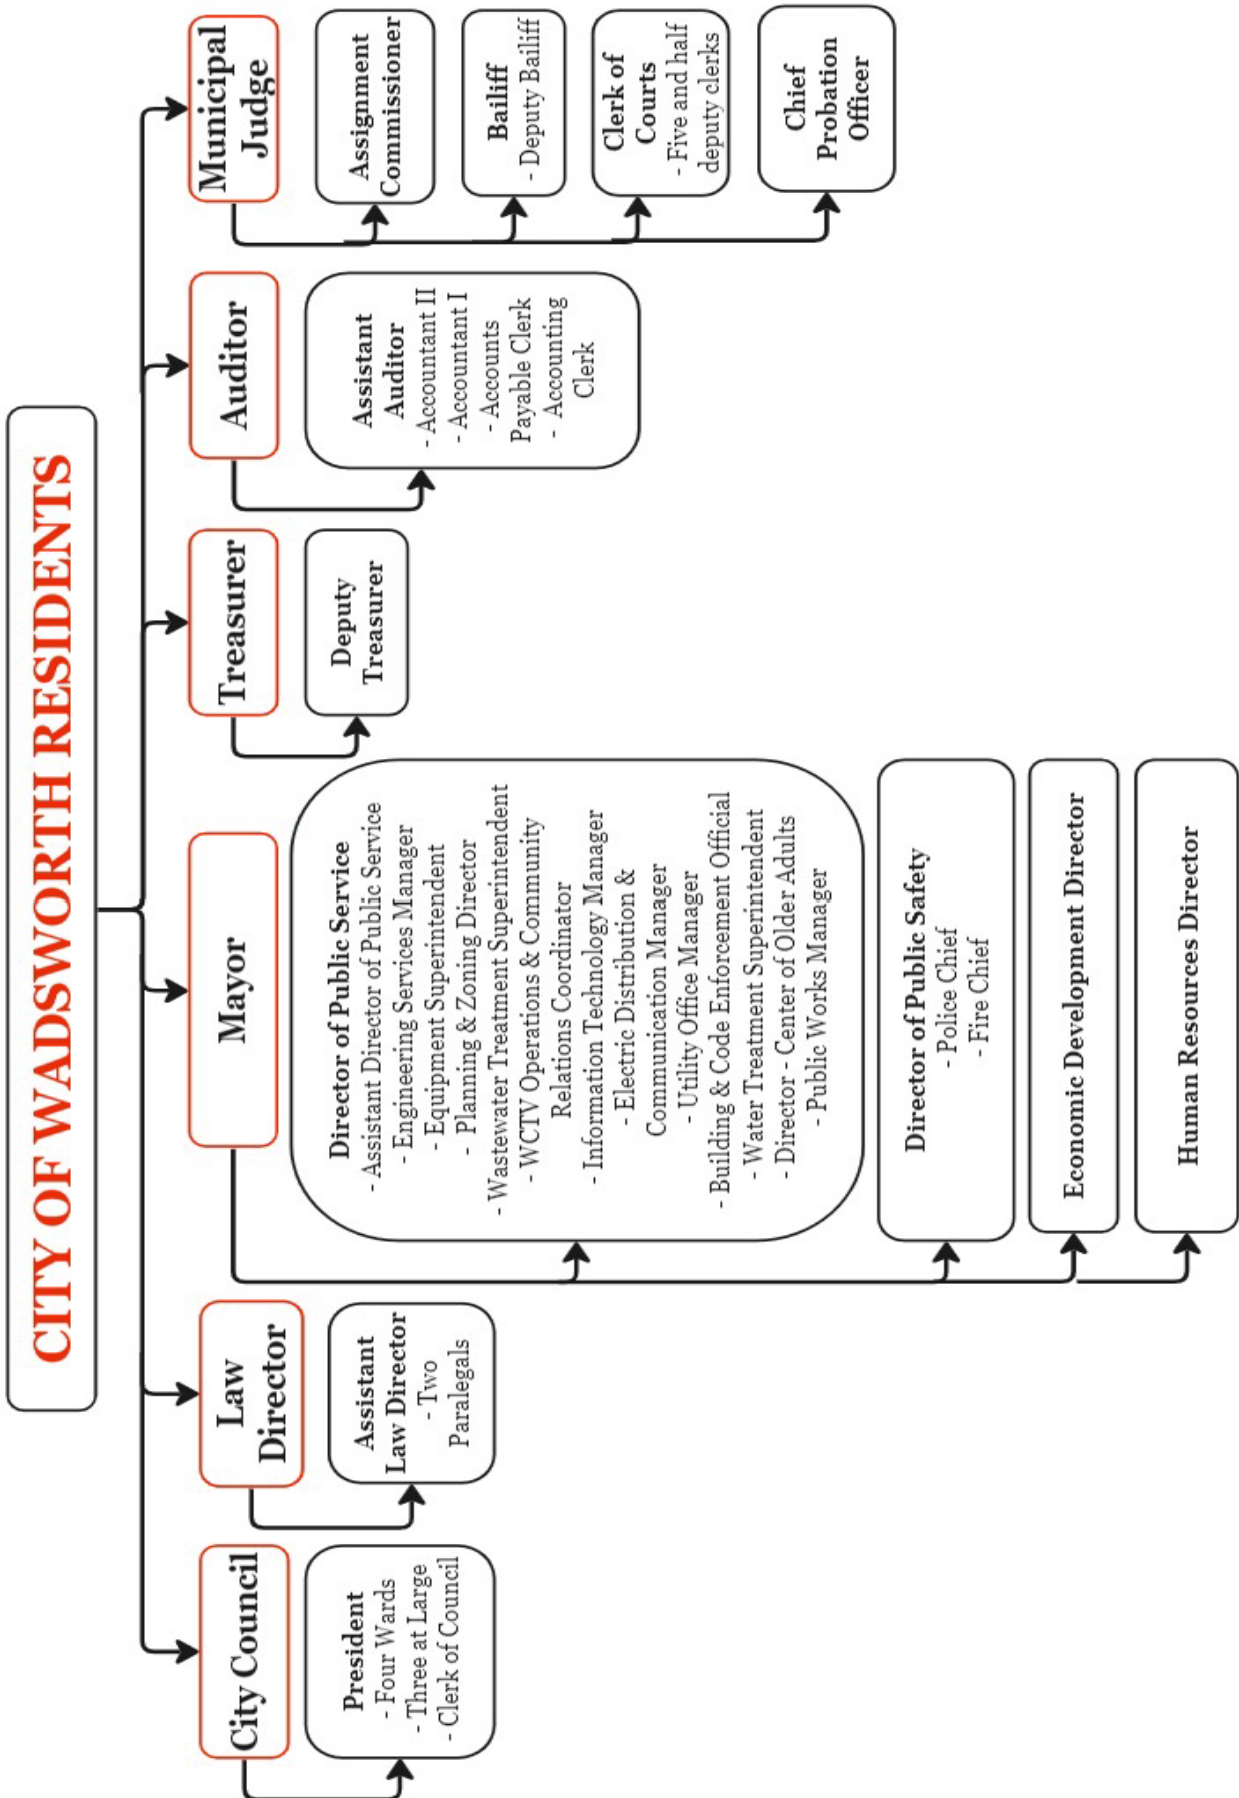 CITY OF WADSWORTH RESIDENTS
City Council
President
- Four Wards
- Three at Large
- Clerk of Council
Law
Director
Assistant
Law Director
- Two
Paralegals
Mayor
Director of Public Service
- Assistant Director of Public Service
- Engineering Services Manager
- Equipment Superintendent
- Planning & Zoning Director
- Wastewater Treatment Superintendent
- WCTV Operations & Community
Relations Coordinator
- Information Technology Manager
- Electric Distribution &
Communication Manager
- Utility Office Manager
- Building & Code Enforcement Official
- Water Treatment Superintendent
- Director - Center of Older Adults
- Public Works Manager
Director of Public Safety
- Police Chief
- Fire Chief
Economic Development Director
Human Resources Director
Treasurer
Deputy
Treasurer
Auditor
Assistant
Auditor
- Accountant II
- Accountant I
- Accounts
Payable Clerk
- Accounting
Clerk
Municipal
Judge
Assignment
Commissioner
Bailiff
- Deputy Bailiff
Clerk of
Courts
- Five and half
deputy clerks
Chief
Probation
Officer